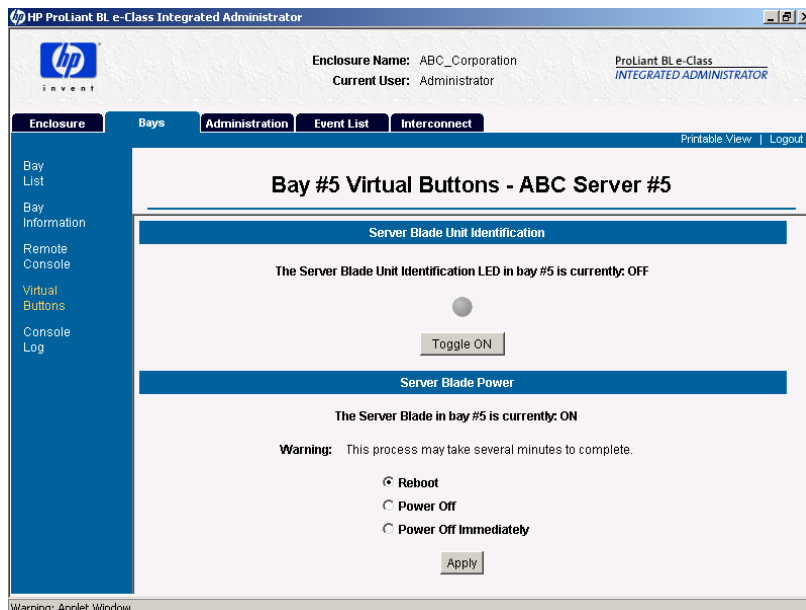 HP ProLiant BL e-Class Integrated Administrator
hp
invent
Enclosure Name: ABC_Corporation
Current User: Administrator
ProLiant BL e-Class
INTEGRATED ADMINISTRATOR
Enclosure Bays Administration Event List Interconnect
Printable View | Logout
Bay
List
Bay
Information
Remote
Console
Virtual
Buttons
Console
Log
Bay #5 Virtual Buttons - ABC Server #5
Server Blade Unit Identification
The Server Blade Unit Identification LED in bay #5 is currently: OFF
Toggle ON
Server Blade Power
The Server Blade in bay #5 is currently: ON
Warning: This process may take several minutes to complete.
Reboot
Power Off
Power Off Immediately
Apply
Warning: Applet Window